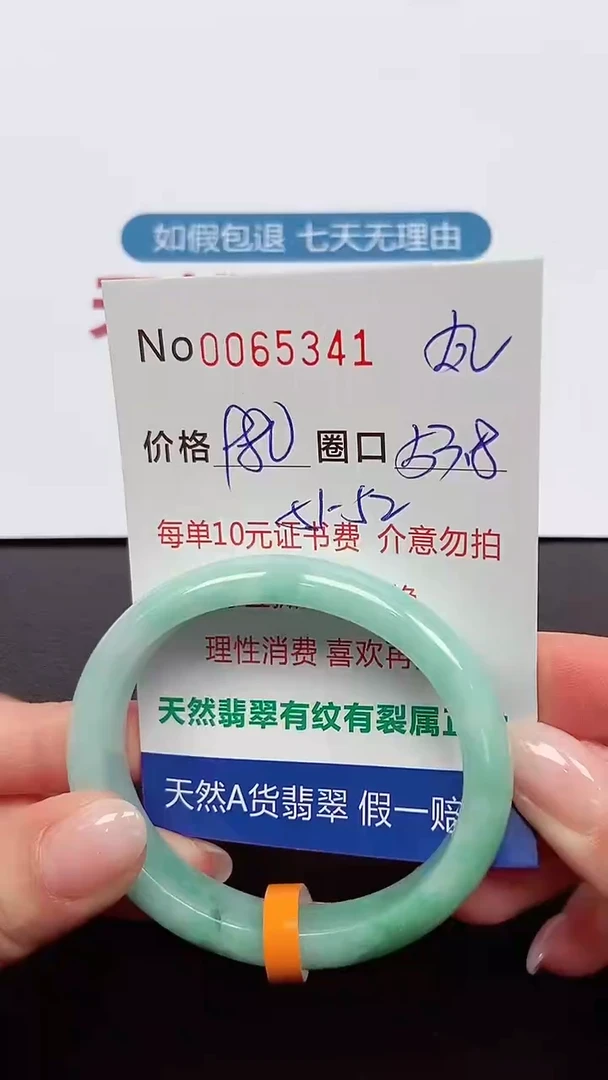 如假包退 七天无理由
No0065341
价格 180 圈口 53.8
51-52
每单10元证书费 介意勿拍
理性消费 喜欢再
天然翡翠有纹有裂属正
天然A货翡翠 假一赔